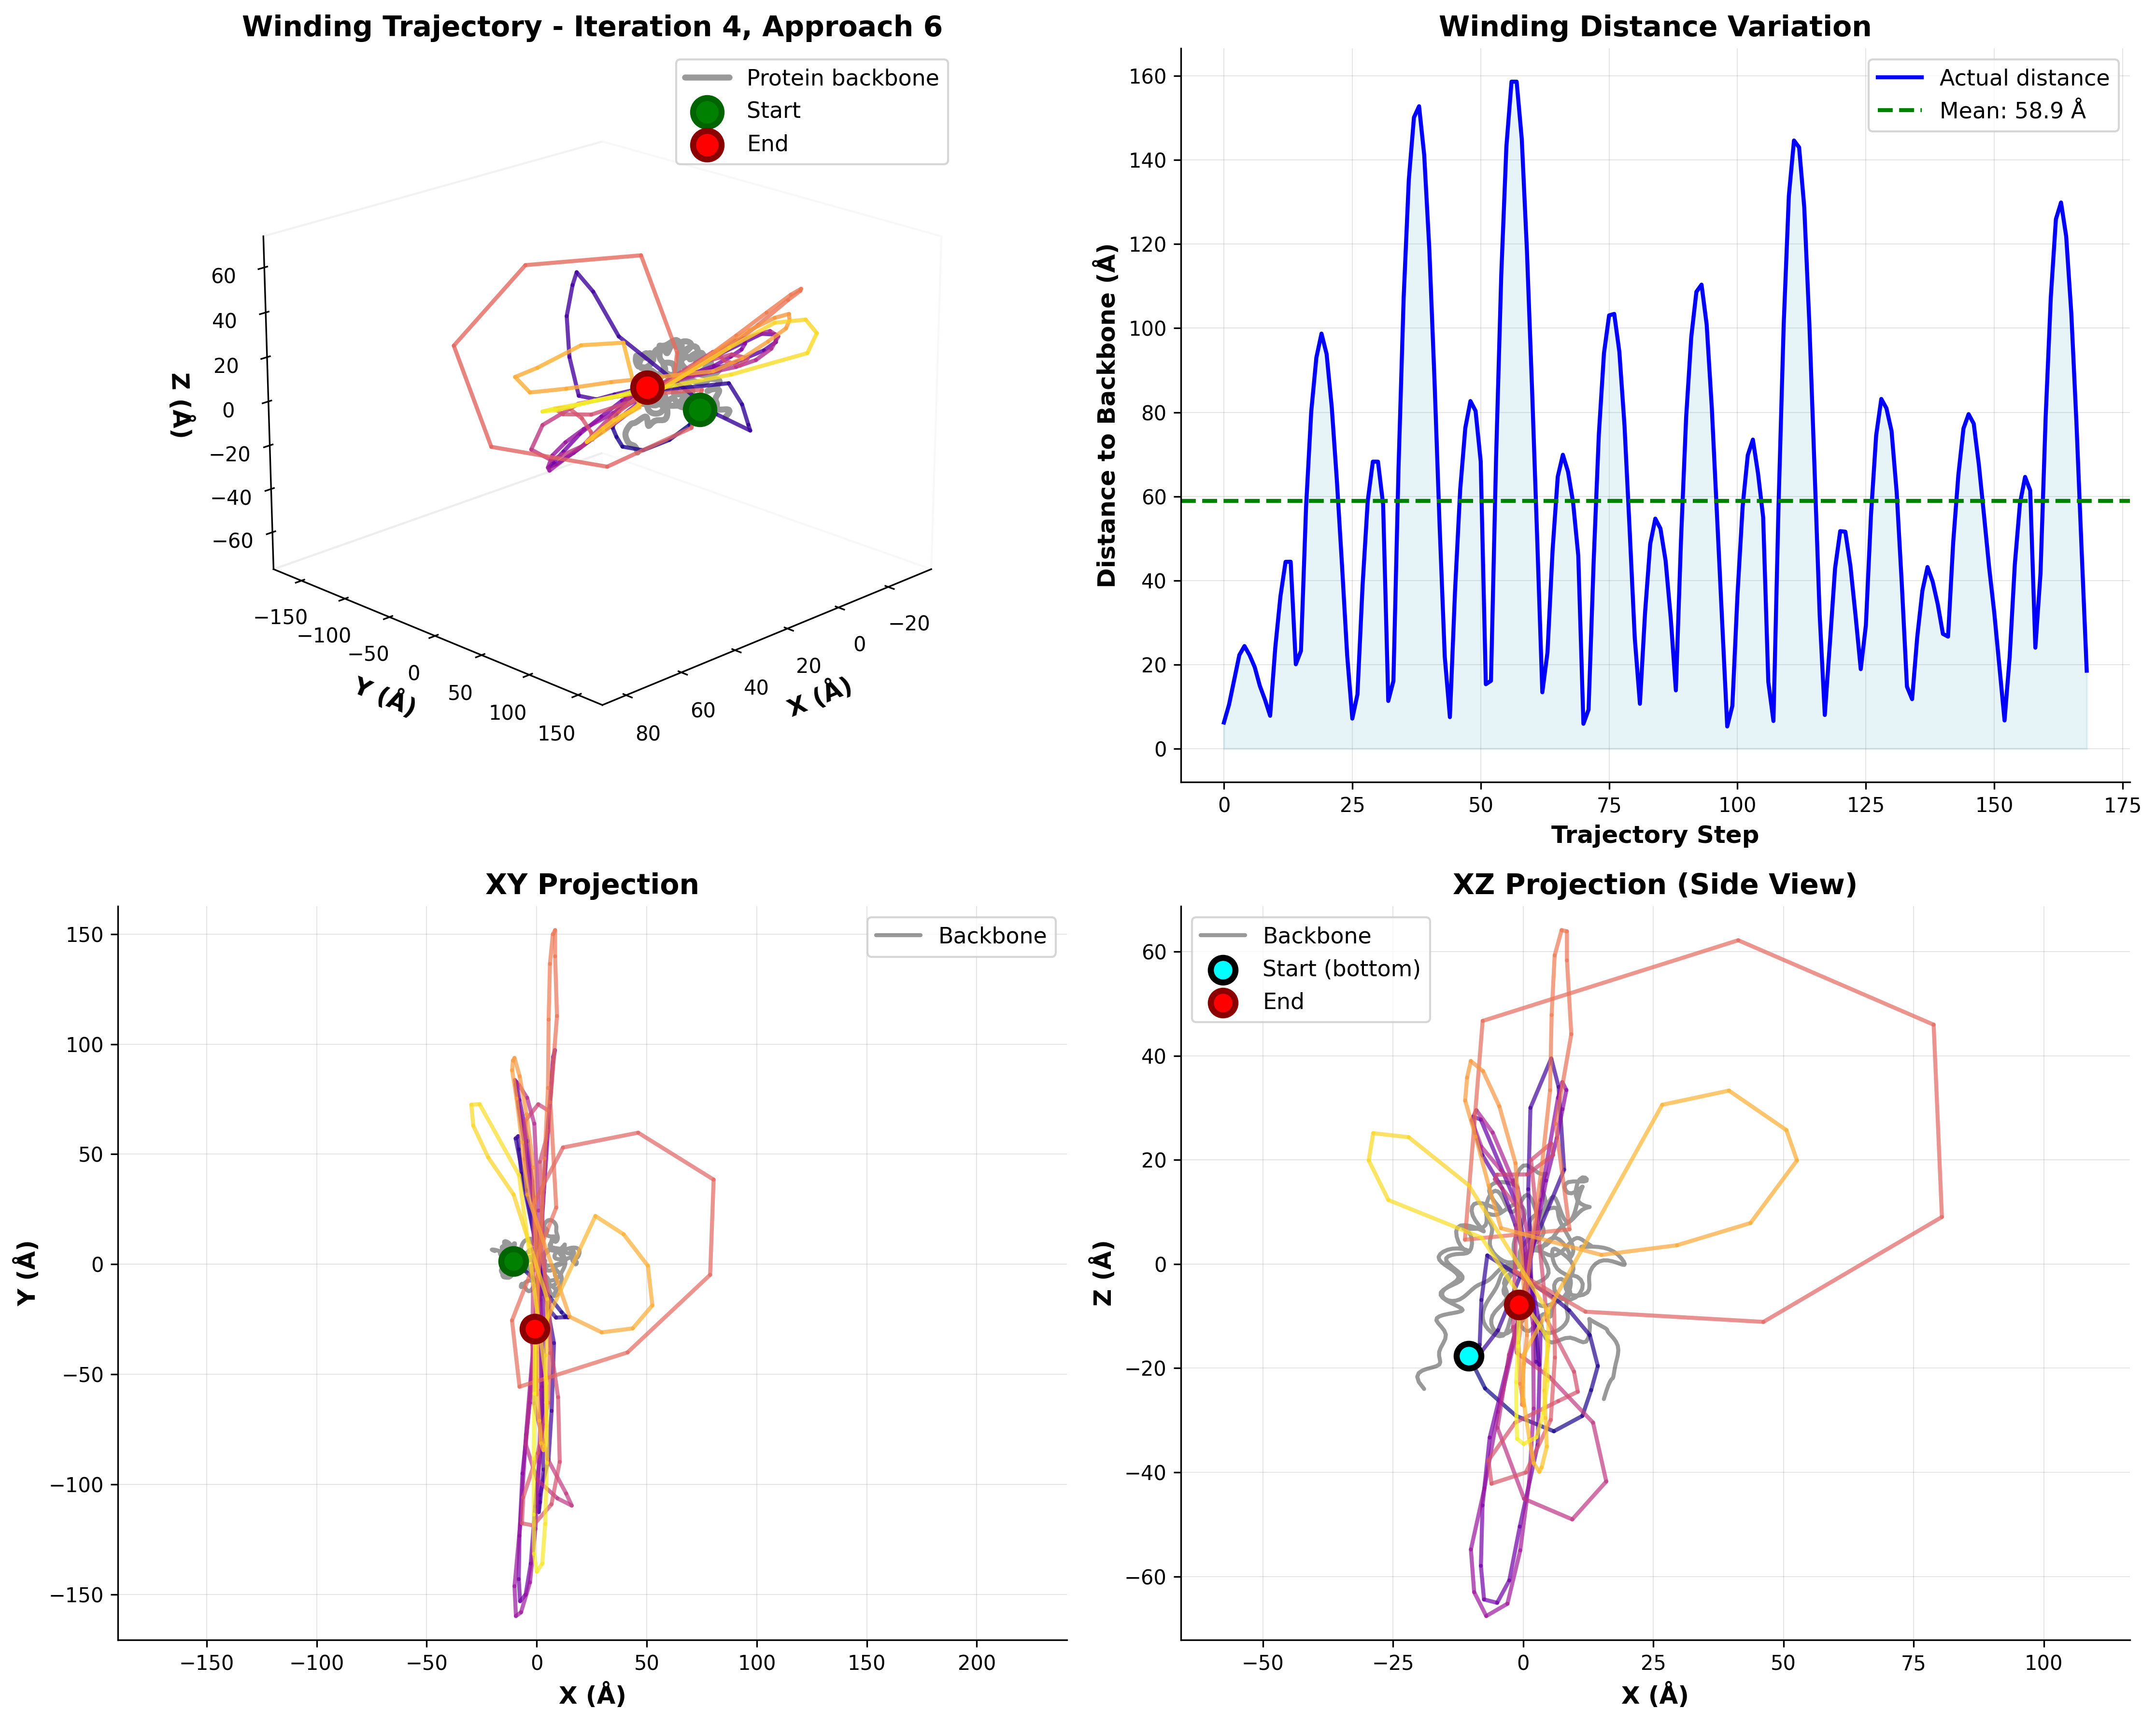 Winding Trajectory - Iteration 4, Approach 6
Protein backbone
Start
End
Z (Å)
60
40
20
0
−20
−40
−60
−150
−100
−50
0
50
100
150
Y (Å)
80
60
40
20
0
−20
X (Å)
Winding Distance Variation
Actual distance
Mean: 58.9 Å
Distance to Backbone (Å)
160
140
120
100
80
60
40
20
0
0 25 50 75 100 125 150 175
Trajectory Step
XY Projection
Backbone
Y (Å)
150
100
50
0
−50
−100
−150
−150 −100 −50 0 50 100 150 200
X (Å)
XZ Projection (Side View)
Backbone
Start (bottom)
End
Z (Å)
60
40
20
0
−20
−40
−60
−50 −25 0 25 50 75 100
X (Å)